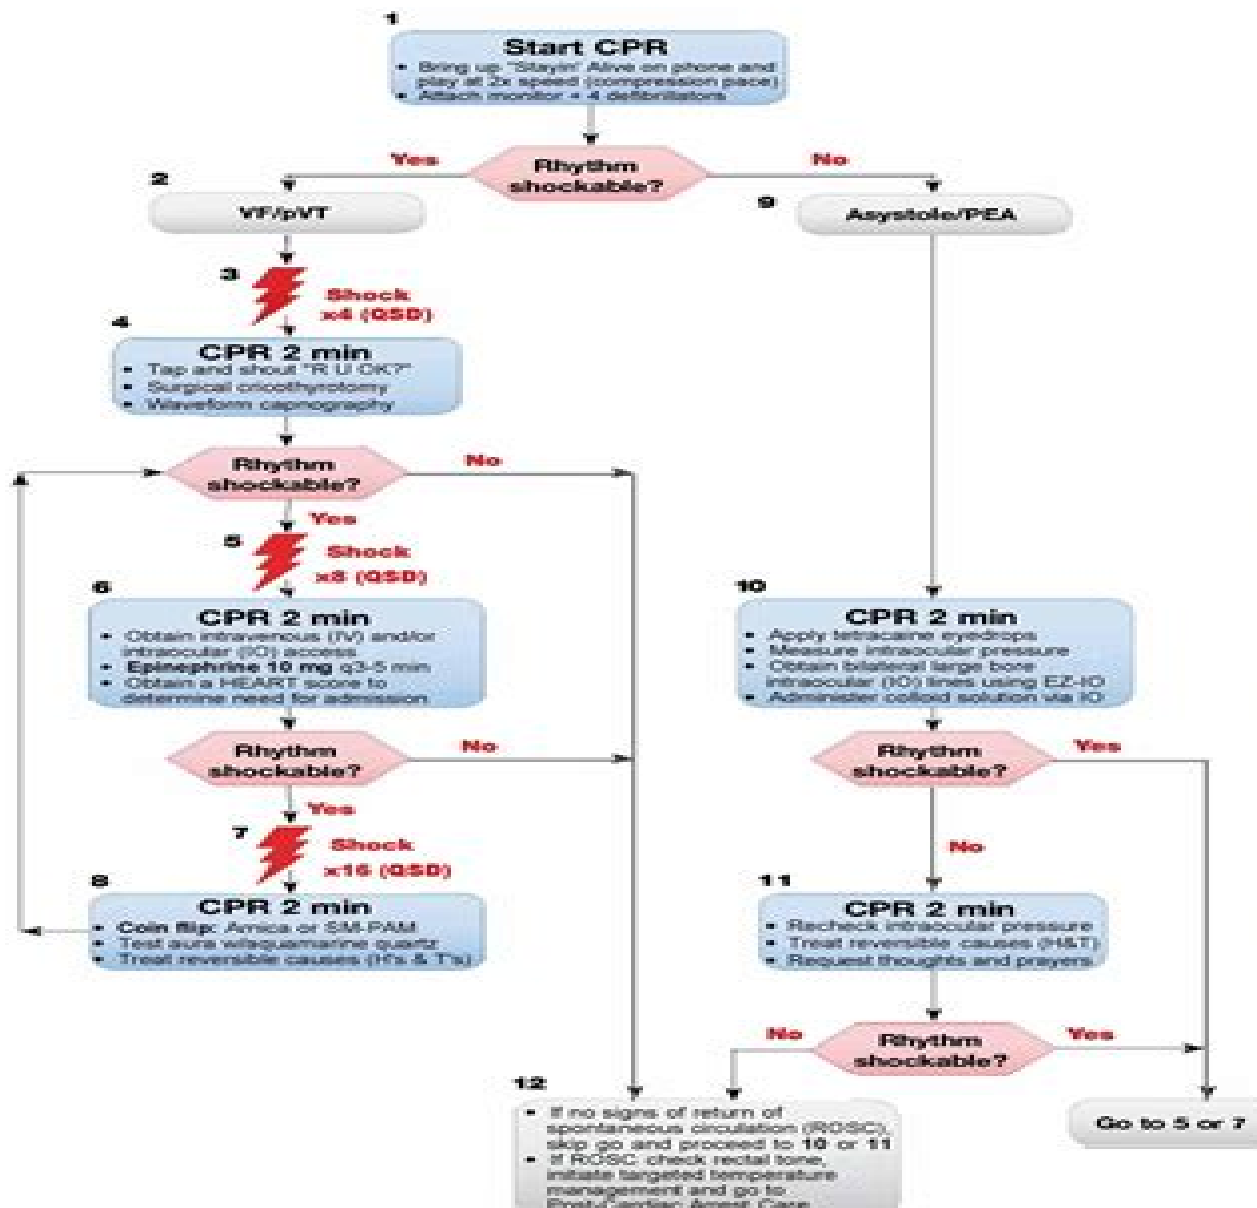 1
Start CPR
• Bring up "Stayin' Alive on phone and
play at 2x speed (compression pace)
• Attach monitor + 4 defibrillators
Yes
Rhythm
shockable?
No
2
VF/pVT
9
Asystole/PEA
3
Shock
x4 (QSD)
4
CPR 2 min
• Tap and shout "R U OK?"
• Surgical cricothyrotomy
• Waveform capnography
Rhythm
shockable?
No
Yes
5
Shock
x8 (QSD)
6
CPR 2 min
• Obtain intravenous (IV) and/or
intraocular (IO) access
• Epinephrine 10 mg q3-5 min
• Obtain a HEART score to
determine need for admission
10
CPR 2 min
• Apply tetracaine eyedrops
• Measure intraocular pressure
• Obtain bilateral large bore
intraocular (IO) lines using EZ-IO
• Administer colloid solution via IO
Rhythm
shockable?
No
Yes
Rhythm
shockable?
Yes
No
7
Shock
x16 (QSD)
8
CPR 2 min
• Coin flip: Arnica or SM-PAM
• Test aura w/aquamarine quartz
• Treat reversible causes (H's & T's)
11
CPR 2 min
• Recheck intraocular pressure
• Treat reversible causes (H&T)
• Request thoughts and prayers
No
Rhythm
shockable?
Yes
12
• If no signs of return of
spontaneous circulation (ROSC),
skip go and proceed to 10 or 11
• If ROSC check rectal tone,
initiate targeted temperature
management and go to
Post-Cardiac Arrest Care
Go to 5 or 7